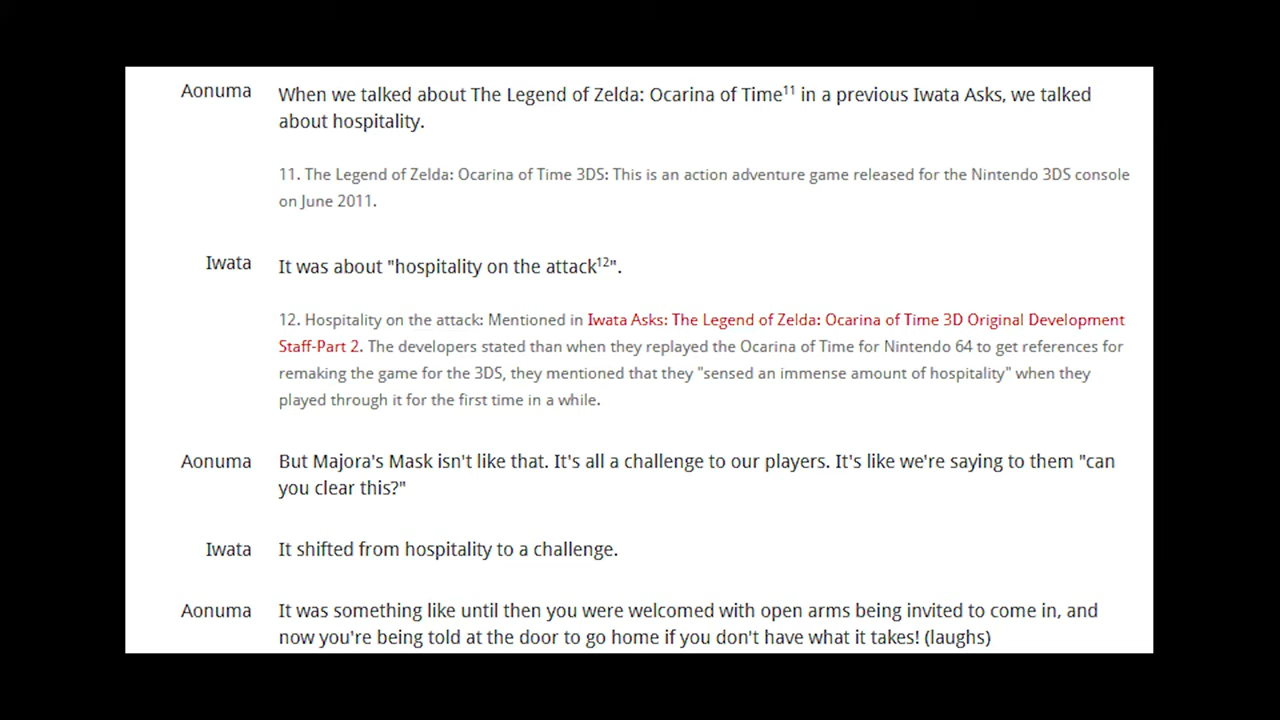 Aonuma When we talked about The Legend of Zelda: Ocarina of Time¹¹ in a previous Iwata Asks, we talked
about hospitality.
11. The Legend of Zelda: Ocarina of Time 3DS: This is an action adventure game released for the Nintendo 3DS console
on June 2011.
Iwata It was about "hospitality on the attack¹²".
12. Hospitality on the attack: Mentioned in Iwata Asks: The Legend of Zelda: Ocarina of Time 3D Original Development
Staff-Part 2. The developers stated than when they replayed the Ocarina of Time for Nintendo 64 to get references for
remaking the game for the 3DS, they mentioned that they "sensed an immense amount of hospitality" when they
played through it for the first time in a while.
Aonuma But Majora's Mask isn't like that. It's all a challenge to our players. It's like we're saying to them "can
you clear this?"
Iwata It shifted from hospitality to a challenge.
Aonuma It was something like until then you were welcomed with open arms being invited to come in, and
now you're being told at the door to go home if you don't have what it takes! (laughs)